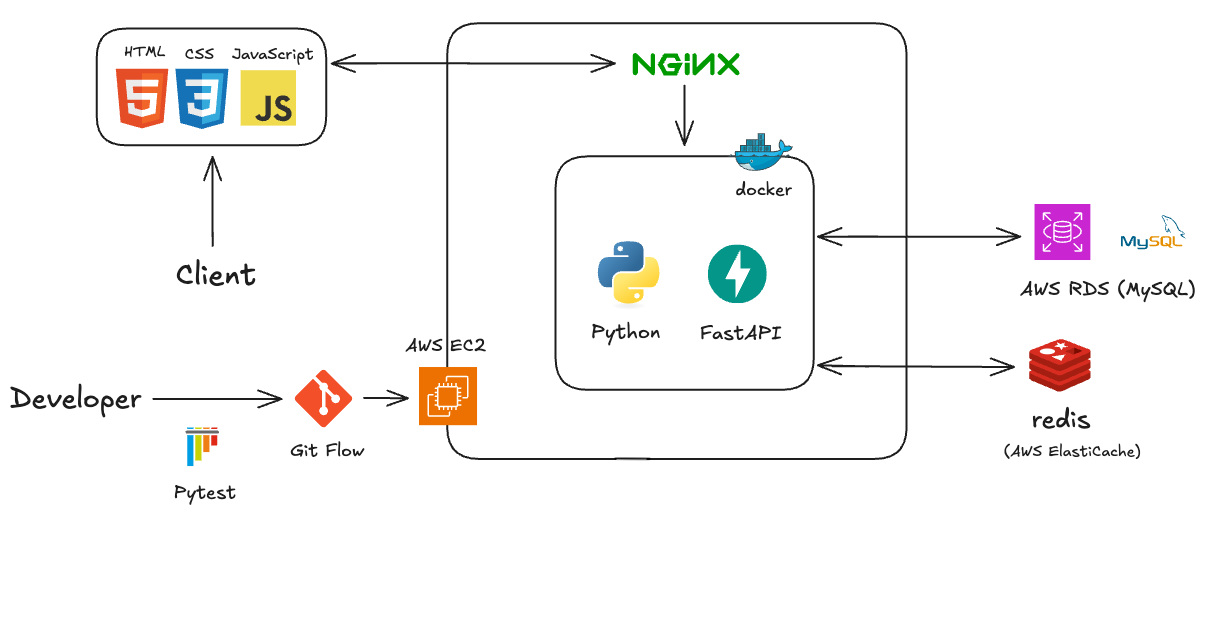 HTML
CSS
JavaScript
5
3
JS
NGiNX
docker
Client
Python
FastAPI
MySQL
AWS RDS (MySQL)
AWS EC2
Developer
Git Flow
Pytest
redis
(AWS ElastiCache)